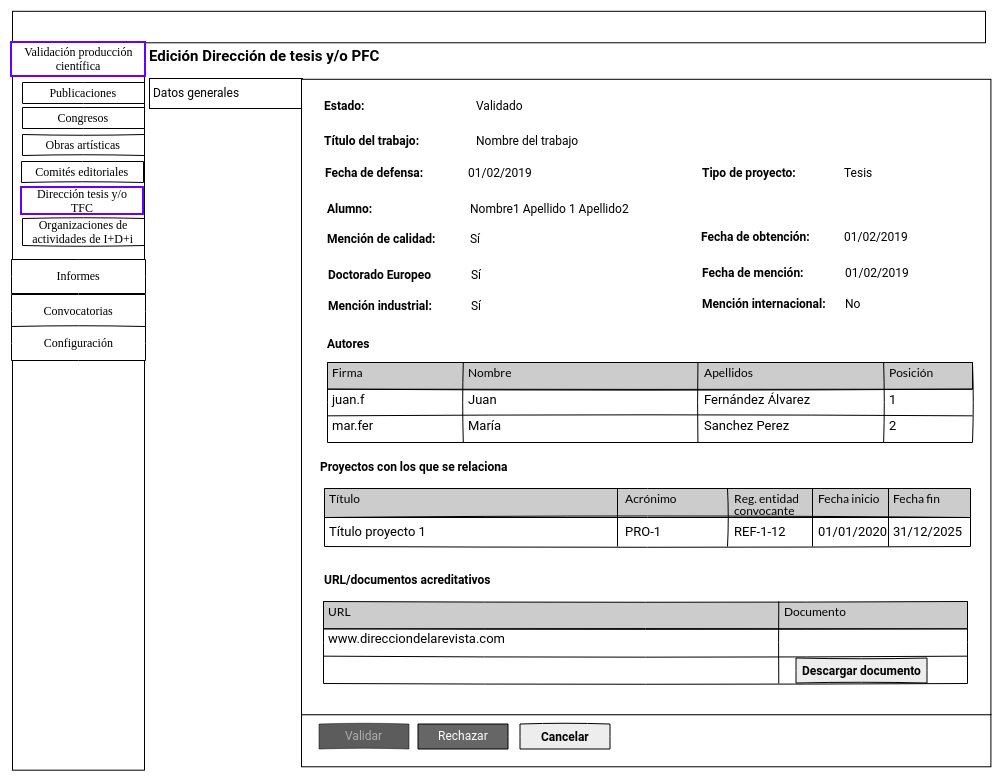 Validación producción
científica
Edición Dirección de tesis y/o PFC
Publicaciones
Congresos
Obras artísticas
Comités editoriales
Dirección tesis y/o
TFC
Organizaciones de
actividades de I+D+i
Informes
Convocatorias
Configuración
Datos generales
Estado: Validado
Título del trabajo: Nombre del trabajo
Fecha de defensa: 01/02/2019 Tipo de proyecto: Tesis
Alumno: Nombre1 Apellido 1 Apellido2
Mención de calidad: Sí Fecha de obtención: 01/02/2019
Doctorado Europeo Sí Fecha de mención: 01/02/2019
Mención industrial: Sí Mención internacional: No
Autores
Firma Nombre Apellidos Posición
juan.f Juan Fernández Álvarez 1
mar.fer María Sanchez Perez 2
Proyectos con los que se relaciona
Título Acrónimo Reg. entidad Fecha inicio Fecha fin
convocante
Título proyecto 1 PRO-1 REF-1-12 01/01/2020 31/12/2025
URL/documentos acreditativos
URL Documento
www.direcciondelarevista.com
Descargar documento
Validar Rechazar Cancelar